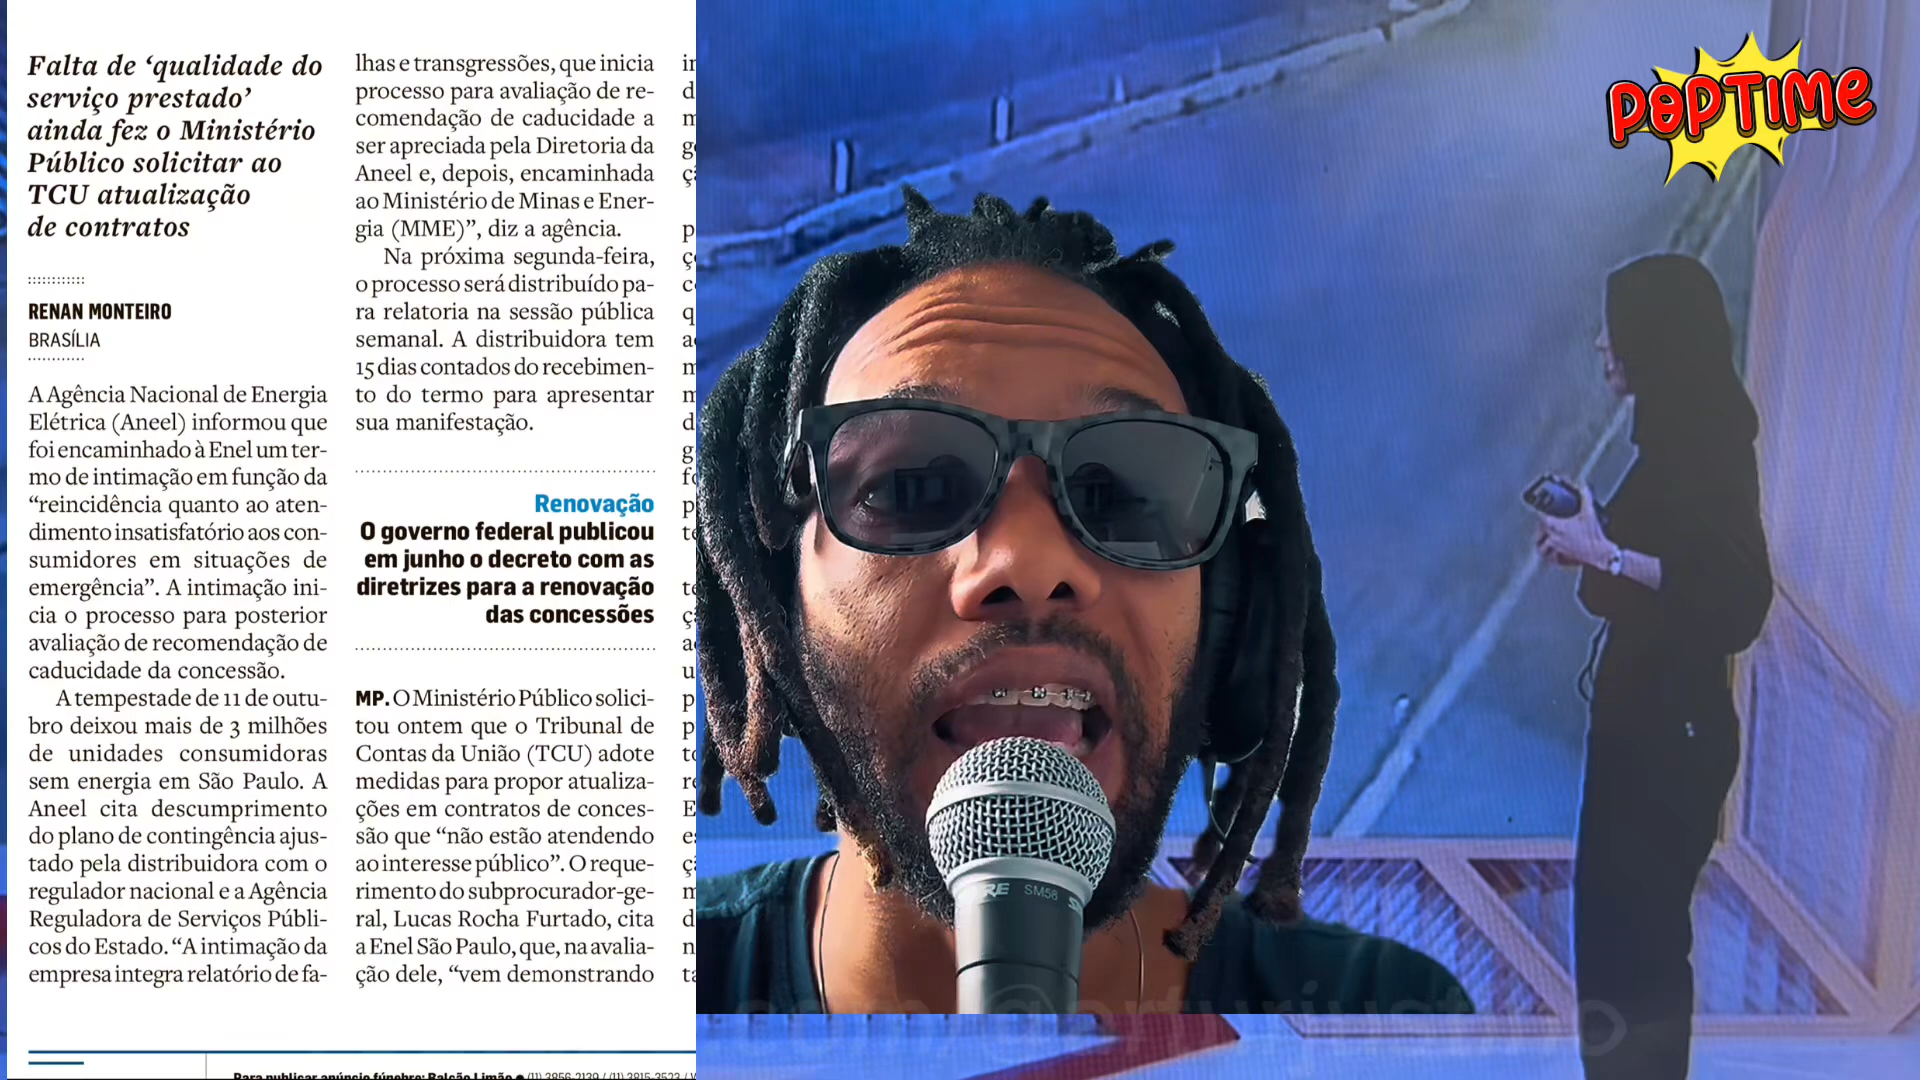 Falta de ‘qualidade do
serviço prestado’
ainda fez o Ministério
Público solicitar ao
TCU atualização
de contratos
RENAN MONTEIRO
BRASÍLIA
A Agência Nacional de Energia
Elétrica (Aneel) informou que
foi encaminhado à Enel um ter-
mo de intimação em função da
“reincidência quanto ao aten-
dimento insatisfatório aos con-
sumidores em situações de
emergência”. A intimação ini-
cia o processo para posterior
avaliação de recomendação de
caducidade da concessão.
A tempestade de 11 de outu-
bro deixou mais de 3 milhões
de unidades consumidoras
sem energia em São Paulo. A
Aneel cita descumprimento
do plano de contingência ajus-
tado pela distribuidora com o
regulador nacional e a Agência
Reguladora de Serviços Públi-
cos do Estado. “A intimação da
empresa integra relatório de fa-
lhas e transgressões, que inicia
processo para avaliação de re-
comendação de caducidade a
ser apreciada pela Diretoria da
Aneel e, depois, encaminhada
ao Ministério de Minas e Ener-
gia (MME)”, diz a agência.
Na próxima segunda-feira,
o processo será distribuído pa-
ra relatoria na sessão pública
semanal. A distribuidora tem
15 dias contados do recebimen-
to do termo para apresentar
sua manifestação.
Renovação
O governo federal publicou
em junho o decreto com as
diretrizes para a renovação
das concessões
MP. O Ministério Público solici-
tou ontem que o Tribunal de
Contas da União (TCU) adote
medidas para propor atualiza-
ções em contratos de conces-
são que “não estão atendendo
ao interesse público”. O reque-
rimento do subprocurador-ge-
ral, Lucas Rocha Furtado, cita
a Enel São Paulo, que, na avalia-
ção dele, “vem demonstrando
Para publicar anúncio fúnebre: Balcão Limão ● (11) 3856-2139 / (11) 3815-3523 /
POPTIME
SM58